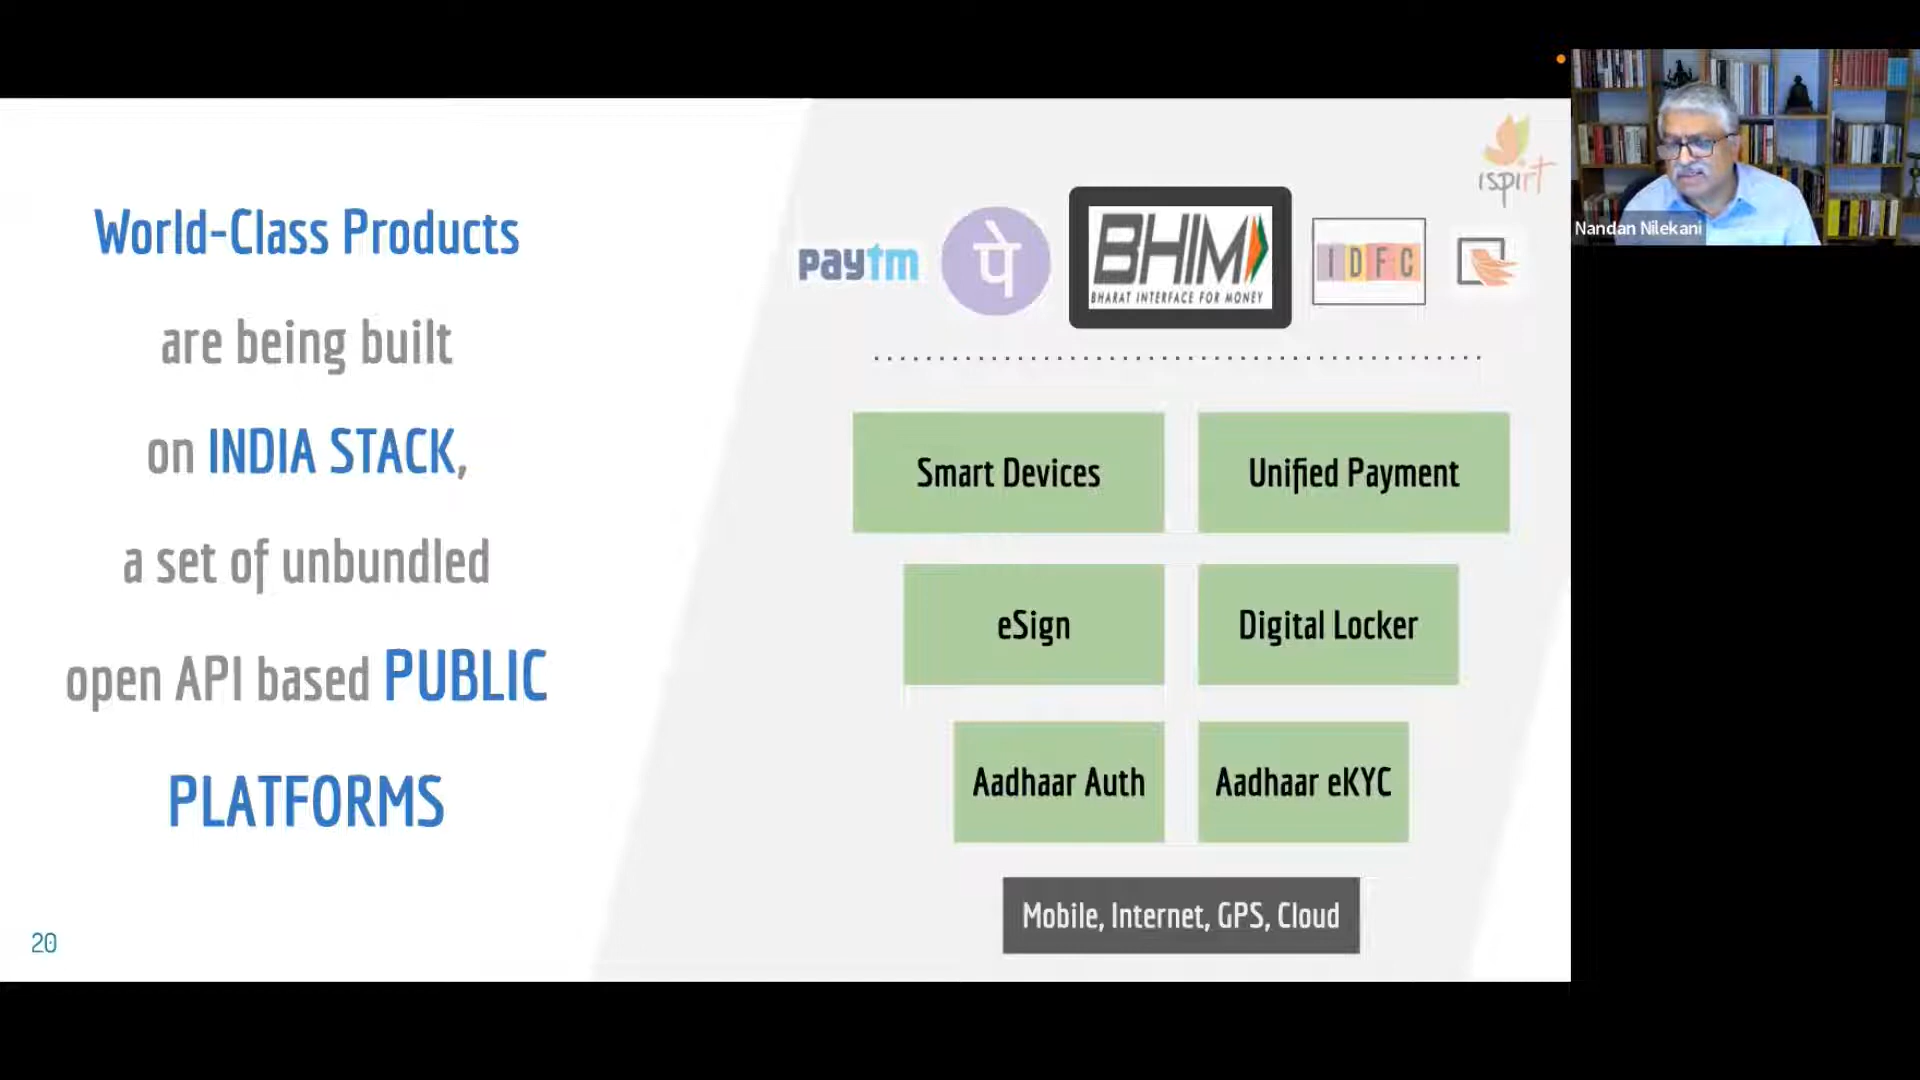 World-Class Products
are being built
on INDIA STACK,
a set of unbundled
open API based PUBLIC
PLATFORMS
20
ispirt
paytm
पे
BHIM
BHARAT INTERFACE FOR MONEY
IDFC
Smart Devices
Unified Payment
eSign
Digital Locker
Aadhaar Auth
Aadhaar eKYC
Mobile, Internet, GPS, Cloud
Nandan Nilekani